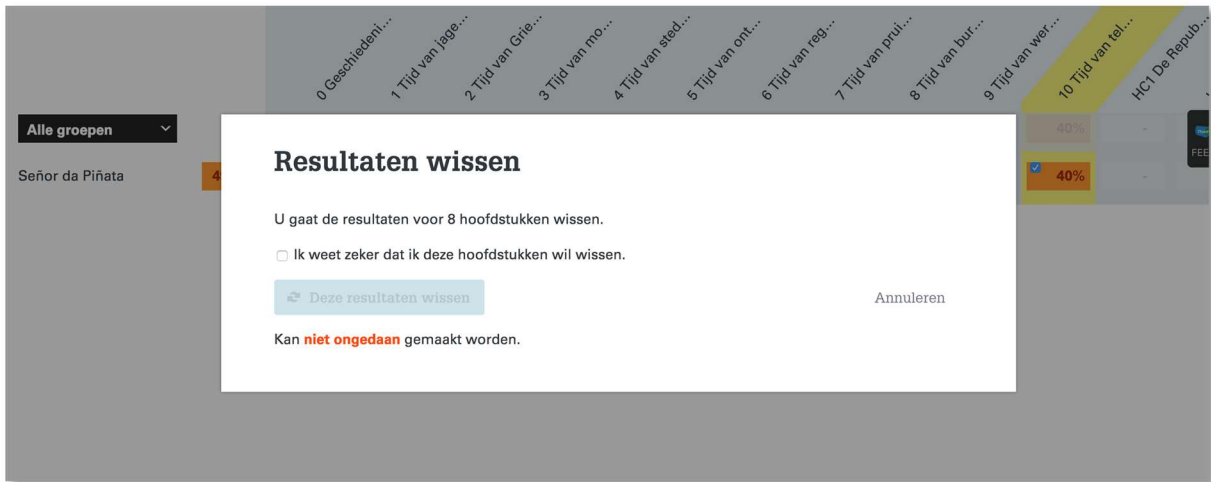 0 Geschiedeni...
1 Tijd van jage...
2 Tijd van Grie...
3 Tijd van mo...
4 Tijd van sted...
5 Tijd van ont...
6 Tijd van reg...
7 Tijd van prui...
8 Tijd van bur...
9 Tijd van wer...
10 Tijd van tel...
HC1 De Repub...
Alle groepen
40%
-
FEE
Señor da Piñata
4
40%
-
Resultaten wissen
U gaat de resultaten voor 8 hoofdstukken wissen.
Ik weet zeker dat ik deze hoofdstukken wil wissen.
Deze resultaten wissen
Annuleren
Kan niet ongedaan gemaakt worden.